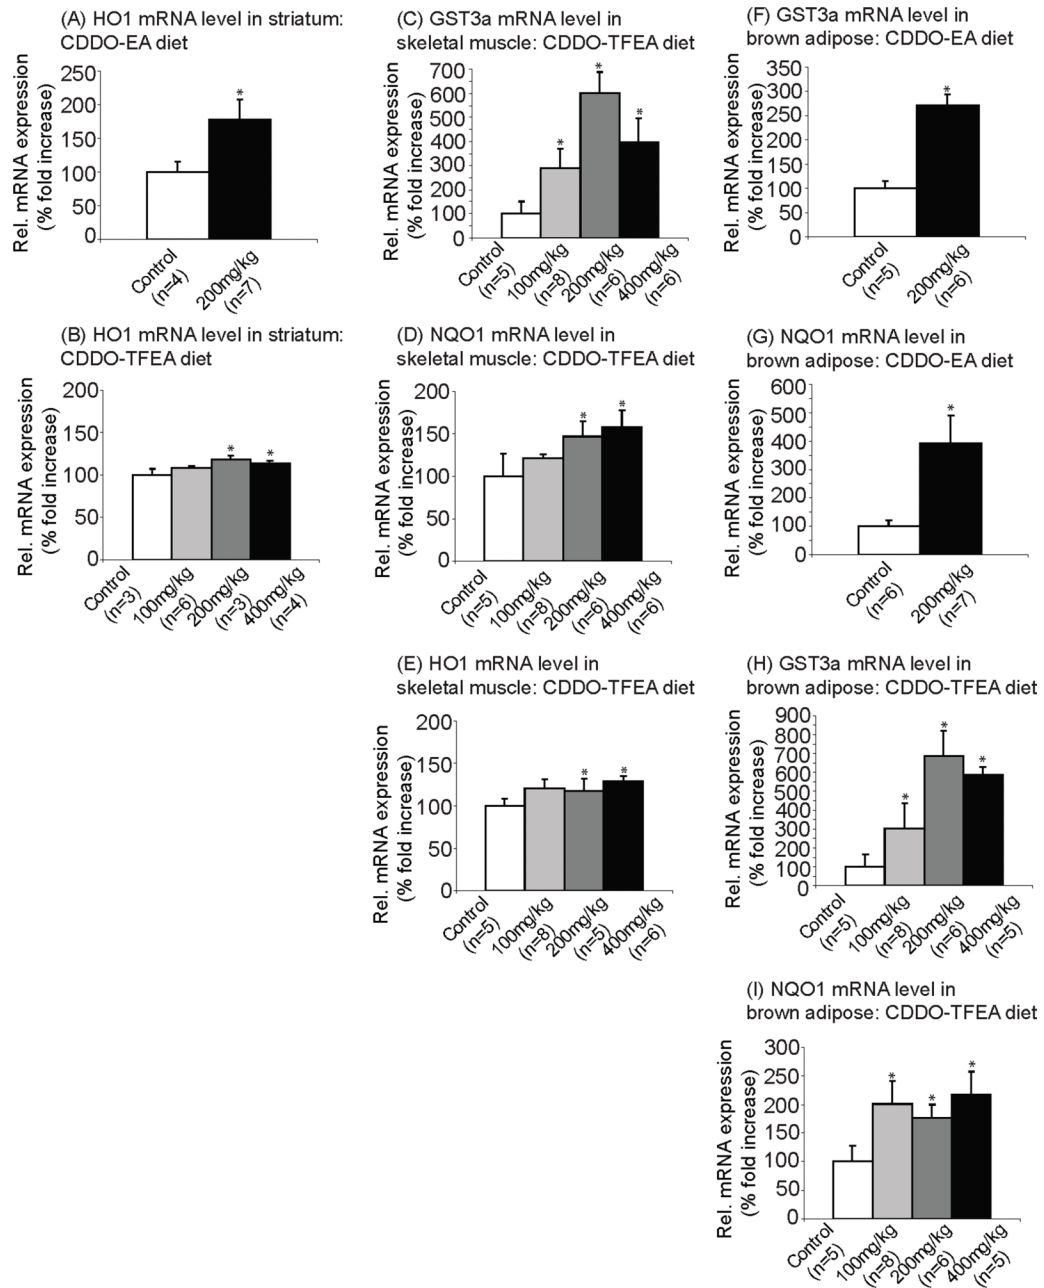 (A) HO1 mRNA level in striatum:
CDDO-EA diet
Rel. mRNA expression
(% fold increase)
250
200
150
100
50
0
*
Control
(n=4)
200mg/kg
(n=7)
(B) HO1 mRNA level in striatum:
CDDO-TFEA diet
Rel. mRNA expression
(% fold increase)
200
150
100
50
0
*
*
Control
(n=3)
100mg/kg
(n=6)
200mg/kg
(n=3)
400mg/kg
(n=4)
(C) GST3a mRNA level in
skeletal muscle: CDDO-TFEA diet
Rel. mRNA expression
(% fold increase)
700
600
500
400
300
200
100
0
*
*
*
Control
(n=5)
100mg/kg
(n=8)
200mg/kg
(n=6)
400mg/kg
(n=6)
(D) NQO1 mRNA level in
skeletal muscle: CDDO-TFEA diet
Rel. mRNA expression
(% fold increase)
200
150
100
50
0
*
*
Control
(n=5)
100mg/kg
(n=8)
200mg/kg
(n=6)
400mg/kg
(n=6)
(E) HO1 mRNA level in
skeletal muscle: CDDO-TFEA diet
Rel. mRNA expression
(% fold increase)
200
150
100
50
0
*
*
Control
(n=5)
100mg/kg
(n=8)
200mg/kg
(n=5)
400mg/kg
(n=6)
(F) GST3a mRNA level in
brown adipose: CDDO-EA diet
Rel. mRNA expression
(% fold increase)
350
300
250
200
150
100
50
0
*
Control
(n=5)
200mg/kg
(n=6)
(G) NQO1 mRNA level in
brown adipose: CDDO-EA diet
Rel. mRNA expression
(% fold increase)
600
500
400
300
200
100
0
*
Control
(n=6)
200mg/kg
(n=7)
(H) GST3a mRNA level in
brown adipose: CDDO-TFEA diet
Rel. mRNA expression
(% fold increase)
900
800
700
600
400
300
200
100
0
*
*
*
Control
(n=5)
100mg/kg
(n=8)
200mg/kg
(n=6)
400mg/kg
(n=5)
(I) NQO1 mRNA level in
brown adipose: CDDO-TFEA diet
Rel. mRNA expression
(% fold increase)
300
250
200
150
100
50
0
*
*
*
Control
(n=5)
100mg/kg
(n=8)
200mg/kg
(n=6)
400mg/kg
(n=5)